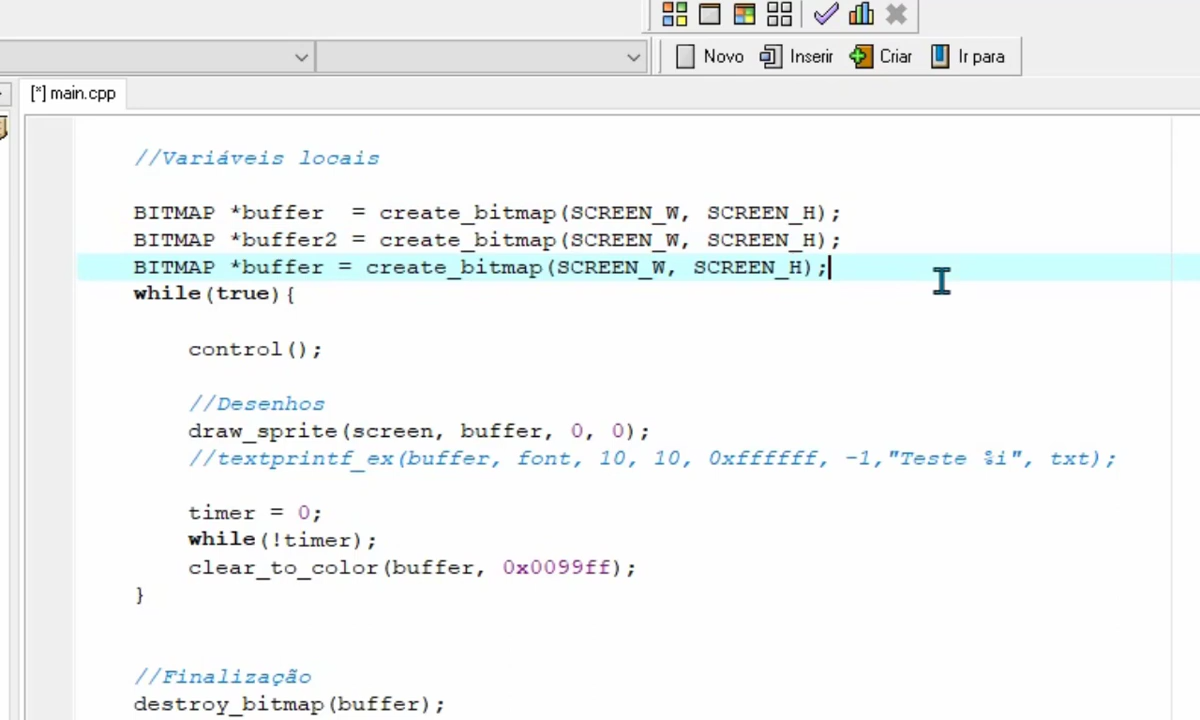 Novo Inserir Criar Ir para
[*] main.cpp
//Variáveis locais
BITMAP *buffer  = create_bitmap(SCREEN_W, SCREEN_H);
BITMAP *buffer2 = create_bitmap(SCREEN_W, SCREEN_H);
BITMAP *buffer = create_bitmap(SCREEN_W, SCREEN_H);
while(true){
control();
//Desenhos
draw_sprite(screen, buffer, 0, 0);
//textprintf_ex(buffer, font, 10, 10, 0xffffff, -1,"Teste %i", txt);
timer = 0;
while(!timer);
clear_to_color(buffer, 0x0099ff);
}
//Finalização
destroy_bitmap(buffer);